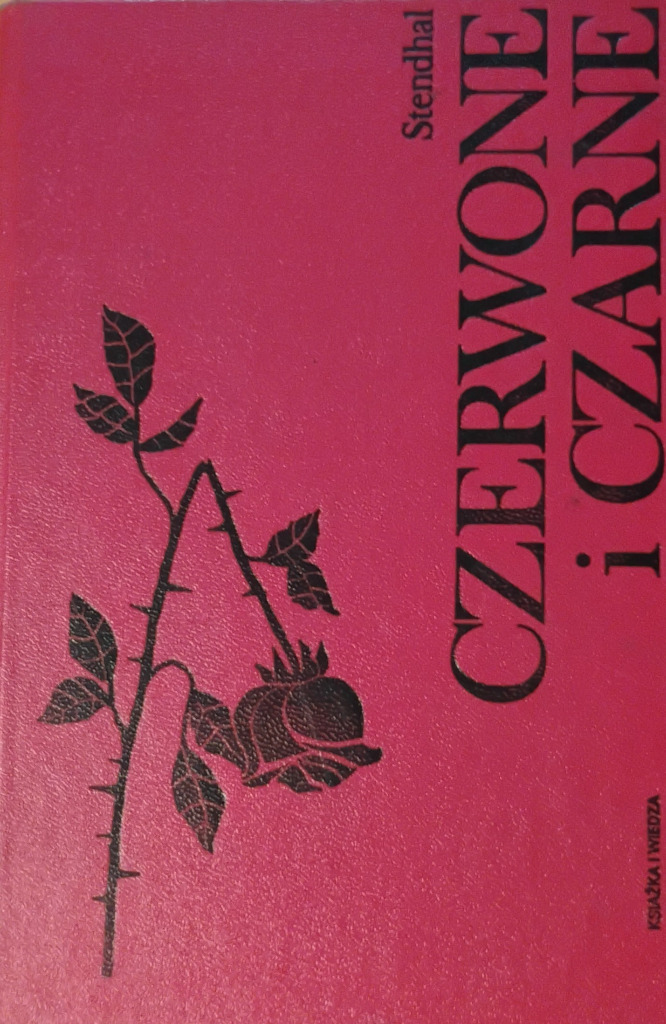 Stendhal
CZERWONE
i CZARNE
KSIĄŻKA I WIEDZA